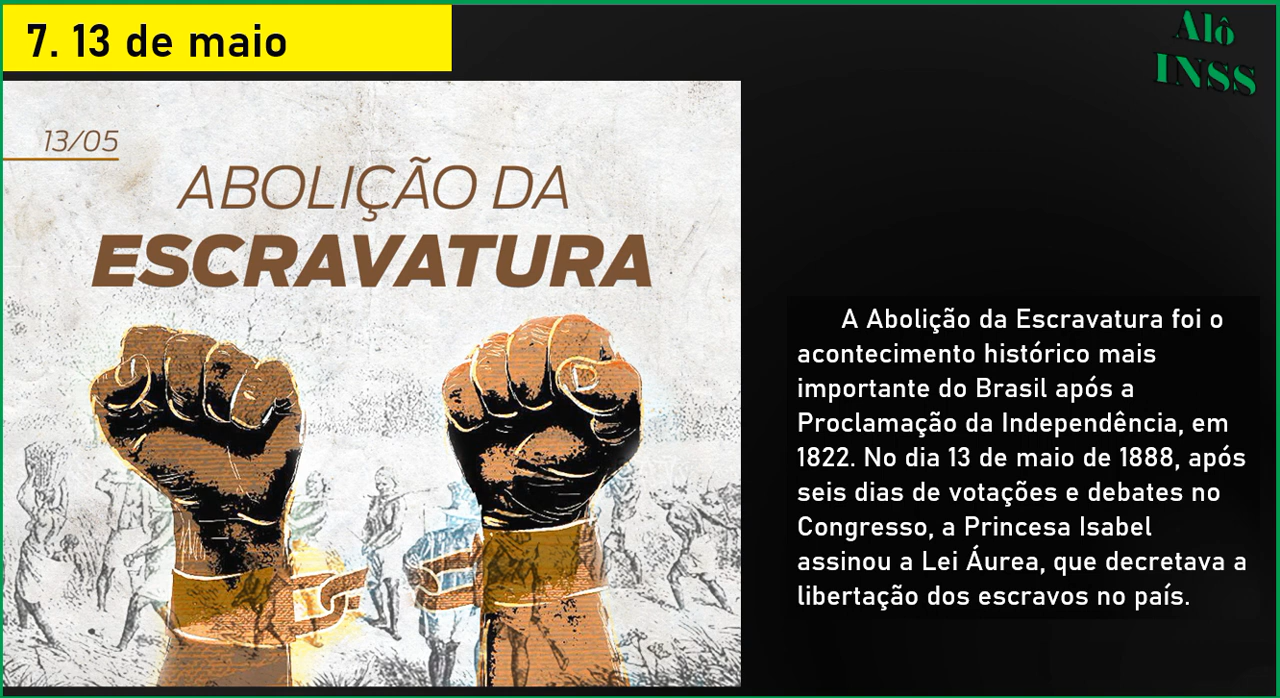 7. 13 de maio
Alô
INSS
13/05
ABOLIÇÃO DA
ESCRAVATURA
A Abolição da Escravatura foi o
acontecimento histórico mais
importante do Brasil após a
Proclamação da Independência, em
1822. No dia 13 de maio de 1888, após
seis dias de votações e debates no
Congresso, a Princesa Isabel
assinou a Lei Áurea, que decretava a
libertação dos escravos no país.